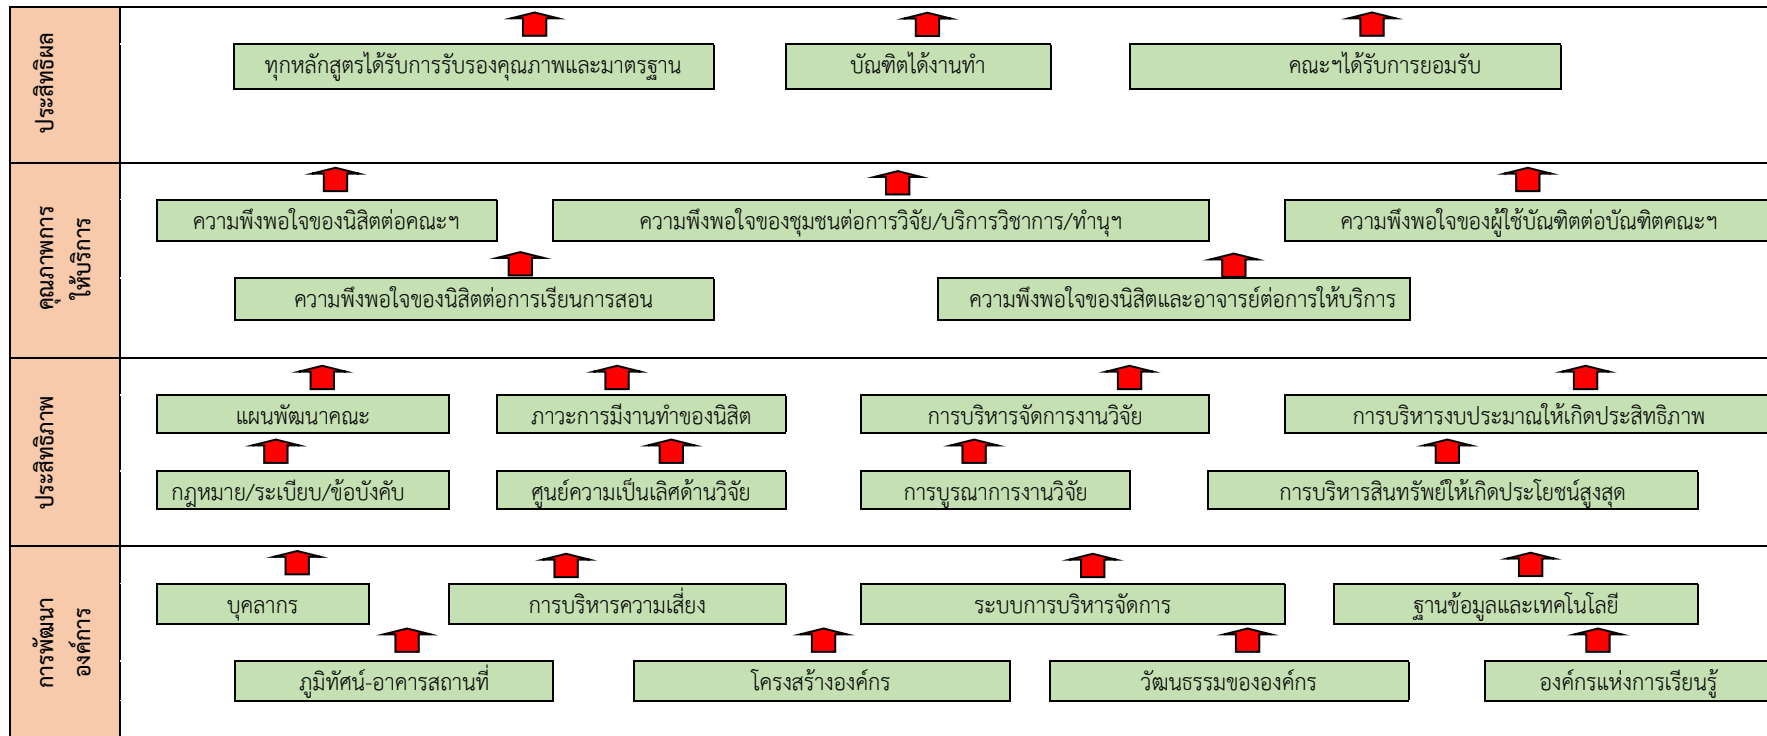 ประสิทธิผล
ทุกหลักสูตรได้รับการรับรองคุณภาพและมาตรฐาน
บัณฑิตได้งานทำ
คณะฯได้รับการยอมรับ
คุณภาพการ
ให้บริการ
ความพึงพอใจของนิสิตต่อคณะฯ
ความพึงพอใจของชุมชนต่อการวิจัย/บริการวิชาการ/ทำนุฯ
ความพึงพอใจของผู้ใช้บัณฑิตต่อบัณฑิตคณะฯ
ความพึงพอใจของนิสิตต่อการเรียนการสอน
ความพึงพอใจของนิสิตและอาจารย์ต่อการให้บริการ
ประสิทธิภาพ
แผนพัฒนาคณะ
ภาวะการมีงานทำของนิสิต
การบริหารจัดการงานวิจัย
การบริหารงบประมาณให้เกิดประสิทธิภาพ
กฎหมาย/ระเบียบ/ข้อบังคับ
ศูนย์ความเป็นเลิศด้านวิจัย
การบูรณาการงานวิจัย
การบริหารสินทรัพย์ให้เกิดประโยชน์สูงสุด
การพัฒนา
องค์การ
บุคลากร
การบริหารความเสี่ยง
ระบบการบริหารจัดการ
ฐานข้อมูลและเทคโนโลยี
ภูมิทัศน์-อาคารสถานที่
โครงสร้างองค์กร
วัฒนธรรมขององค์กร
องค์กรแห่งการเรียนรู้